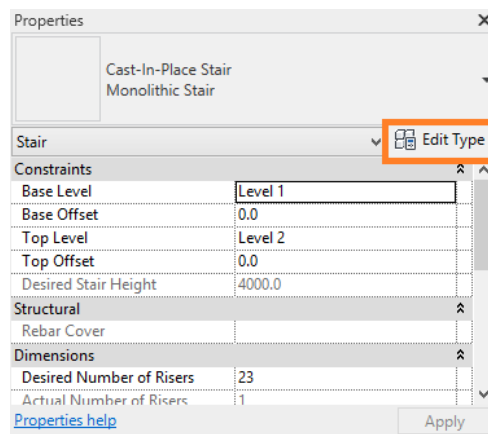 Properties
Cast-In-Place Stair
Monolithic Stair
Stair Edit Type
Constraints
Base Level Level 1
Base Offset 0.0
Top Level Level 2
Top Offset 0.0
Desired Stair Height 4000.0
Structural
Rebar Cover
Dimensions
Desired Number of Risers 23
Actual Number of Risers 1
Properties help Apply